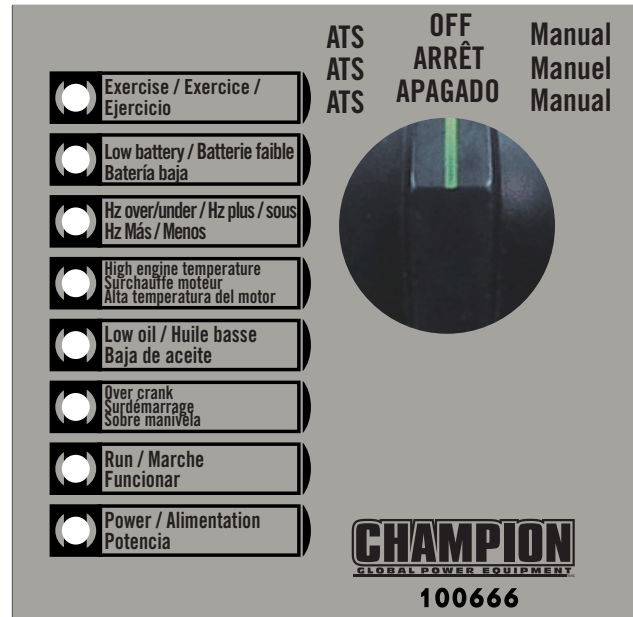 ATS OFF Manual
ATS ARRÊT Manuel
ATS APAGADO Manual
Exercise / Exercice /
Ejercicio
Low battery / Batterie faible
Batería baja
Hz over/under / Hz plus / sous
Hz Más / Menos
High engine temperature
Surchauffe moteur
Alta temperatura del motor
Low oil / Huile basse
Baja de aceite
Over crank
Surdémarrage
Sobre manivela
Run / Marche
Funcionar
Power / Alimentation
Potencia
CHAMPION
GLOBAL POWER EQUIPMENT
100666